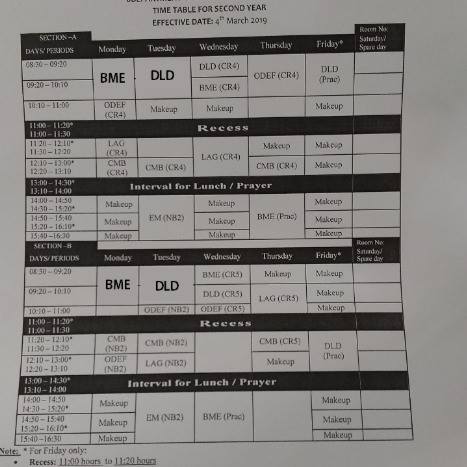 TIME TABLE FOR SECOND YEAR
EFFECTIVE DATE: 4th March 2019
SECTION -A Room No:
DAYS/ PERIODS Monday Tuesday Wednesday Thursday Friday* Saturday/ Spare day
08:30 – 09:20 BME DLD DLD (CR4) ODEF (CR4) DLD (Prac)
09:20 – 10:10 BME (CR4)
10:10 – 11:00 ODEF (CR4) Makeup Makeup Makeup
11:00 – 11:20*
11:00 – 11:30 Recess
11:20 – 12:10* LAG (CR4) LAG (CR4) Makeup Makeup
11:30 – 12:20
12:10 – 13:00* CMB (CR4) CMB (CR4) CMB (CR4) Makeup
12:20 – 13:10
13:00 – 14:30* Interval for Lunch / Prayer
13:10 – 14:00
14:00 – 14:50 Makeup EM (NB2) Makeup BME (Prac) Makeup
14:30 – 15:20*
14:50 – 15:40 Makeup Makeup Makeup
15:20 – 16:10*
15:40 – 16:30 Makeup Makeup Makeup
SECTION -B Room No:
DAYS/ PERIODS Monday Tuesday Wednesday Thursday Friday* Saturday/ Spare day
08:30 – 09:20 BME DLD BME (CR5) Makeup Makeup
09:20 – 10:10 DLD (CR5) LAG (CR5) Makeup
10:10 – 11:00 ODEF (NB2) ODEF (CR5) Makeup
11:00 – 11:20* Recess
11:00 – 11:30
11:20 – 12:10* CMB (NB2) CMB (NB2) CMB (CR5) DLD (Prac)
11:30 – 12:20
12:10 – 13:00* ODEF (NB2) LAG (NB2) Makeup
12:20 – 13:10
13:00 – 14:30* Interval for Lunch / Prayer
13:10 – 14:00
14:00 – 14:50 Makeup EM (NB2) BME (Prac) Makeup
14:30 – 15:20*
14:50 – 15:40 Makeup Makeup
15:20 – 16:10*
15:40 – 16:30 Makeup Makeup
Note: * For Friday only:
• Recess: 11:00 hours to 11:20 hours